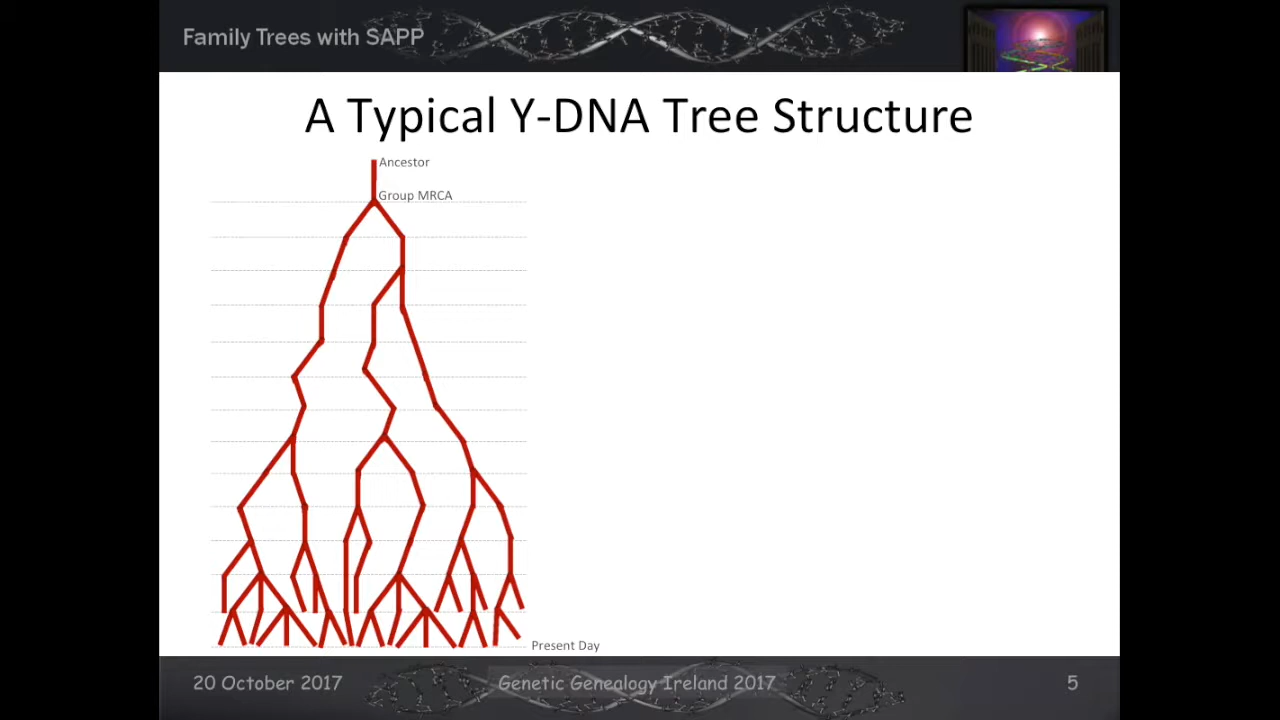 Family Trees with SAPP
A Typical Y-DNA Tree Structure
Ancestor
Group MRCA
Present Day
20 October 2017
Genetic Genealogy Ireland 2017
5